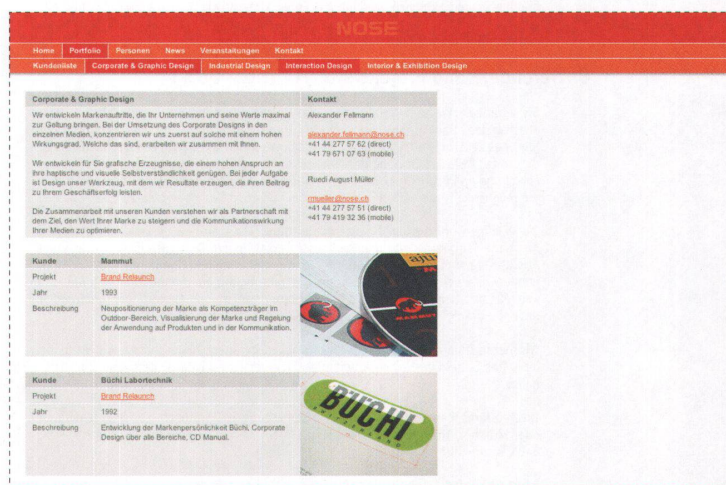 NOSE
Home Portfolio Personen News Veranstaltungen Kontakt
Kundenliste Corporate & Graphic Design Industrial Design Interaction Design Interior & Exhibition Design
Corporate & Graphic Design
Wir entwickeln Markenauftritte, die Ihr Unternehmen und seine Werte maximal
zur Geltung bringen. Bei der Umsetzung des Corporate Designs in den
einzelnen Medien, konzentrieren wir uns zuerst auf solche mit einem hohen
Wirkungsgrad. Welche das sind, erarbeiten wir zusammen mit Ihnen.
Wir entwickeln für Sie grafische Erzeugnisse, die einem hohen Anspruch an
ihre haptische und visuelle Selbstverständlichkeit genügen. Bei jeder Aufgabe
ist Design unser Werkzeug, mit dem wir Resultate erzeugen, die ihren Beitrag
zu Ihrem Geschäftserfolg leisten.
Die Zusammenarbeit mit unseren Kunden verstehen wir als Partnerschaft mit
dem Ziel, den Wert Ihrer Marke zu steigern und die Kommunikationswirkung
Ihrer Medien zu optimieren.
Kontakt
Alexander Fellmann
alexander.fellmann@nose.ch
+41 44 277 57 62 (direct)
+41 79 671 07 63 (mobile)
Ruedi August Müller
rmueller@nose.ch
+41 44 277 57 51 (direct)
+41 79 419 32 36 (mobile)
Kunde Mammut
Projekt Brand Relaunch
Jahr 1993
Beschreibung Neupositionierung der Marke als Kompetenzträger im
Outdoor-Bereich, Visualisierung der Marke und Regelung
der Anwendung auf Produkten und in der Kommunikation.
MAMMUT
Kunde Büchi Labortechnik
Projekt Brand Relaunch
Jahr 1992
Beschreibung Entwicklung der Markenpersönlichkeit Büchi, Corporate
Design über alle Bereiche, CD Manual.
BÜCHI
SWITZERLAND